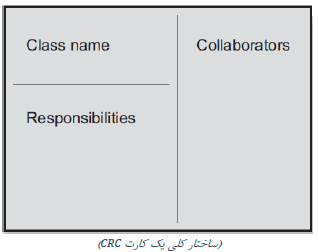 Class name
Collaborators
Responsibilities
(ساختار کلی یک کارت CRC)